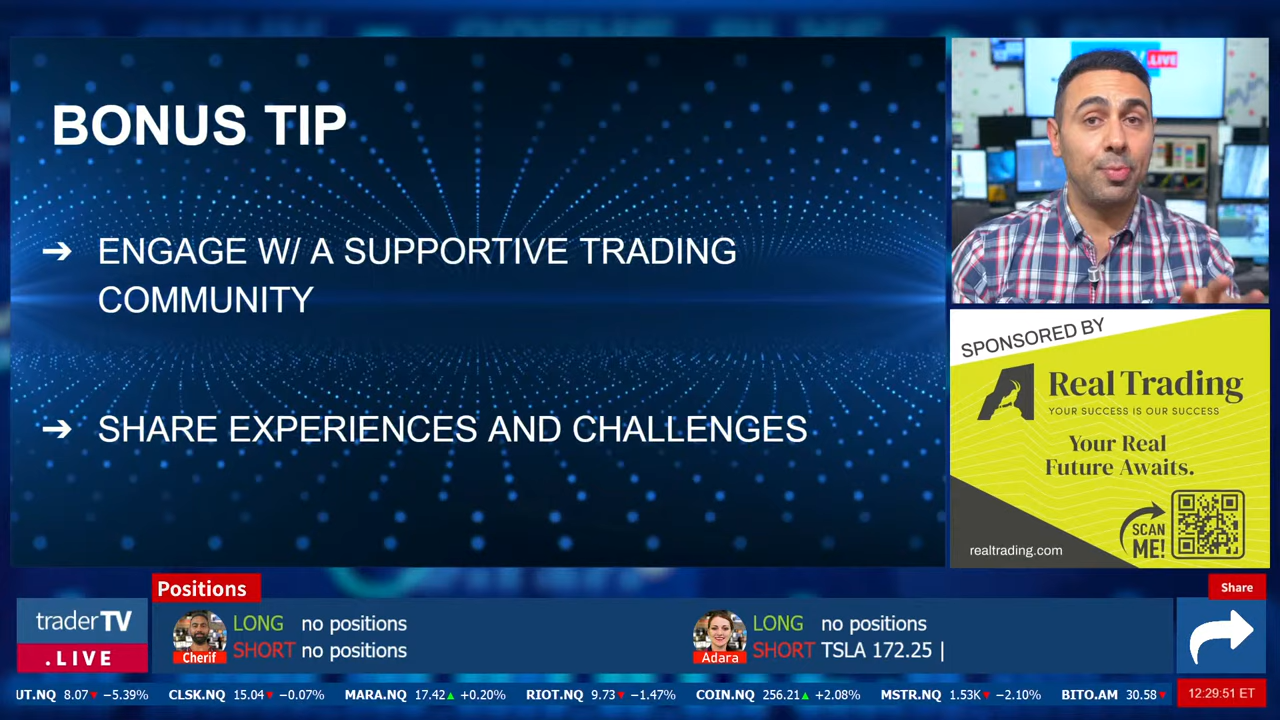 BONUS TIP
➔ ENGAGE W/ A SUPPORTIVE TRADING
COMMUNITY
➔ SHARE EXPERIENCES AND CHALLENGES
.LIVE
SPONSORED BY
Real Trading
YOUR SUCCESS IS OUR SUCCESS
Your Real
Future Awaits.
SCAN
ME!
realtrading.com
Positions
Share
traderTV
.LIVE
Cherif
LONG no positions
SHORT no positions
Adara
LONG no positions
SHORT TSLA 172.25 |
UT.NQ 8.07▼ -5.39% CLSK.NQ 15.04▼ -0.07% MARA.NQ 17.42▲ +0.20% RIOT.NQ 9.73▼ -1.47% COIN.NQ 256.21▲ +2.08% MSTR.NQ 1.53K▼ -2.10% BITO.AM 30.58▼
12:29:51 ET